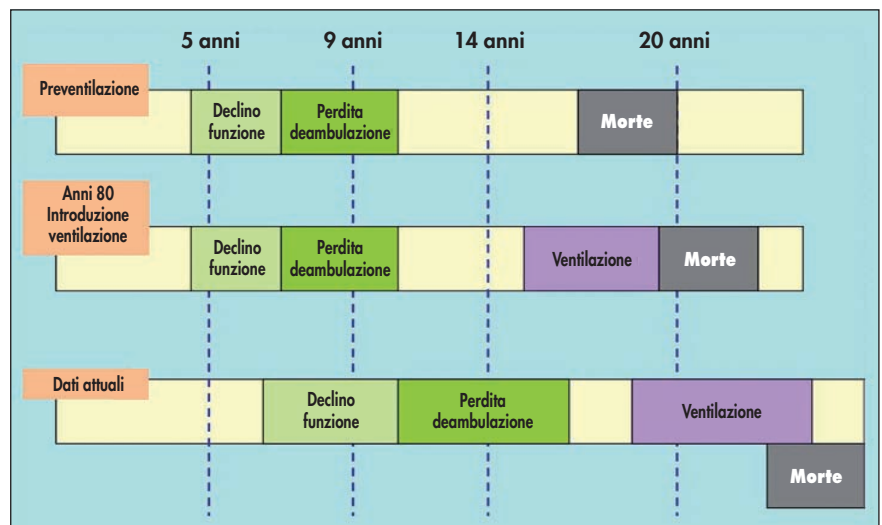 5 anni 9 anni 14 anni 20 anni
Preventilazione
Declino
funzione
Perdita
deambulazione
Morte
Anni 80
Introduzione
ventilazione
Declino
funzione
Perdita
deambulazione
Ventilazione
Morte
Dati attuali
Declino
funzione
Perdita
deambulazione
Ventilazione
Morte